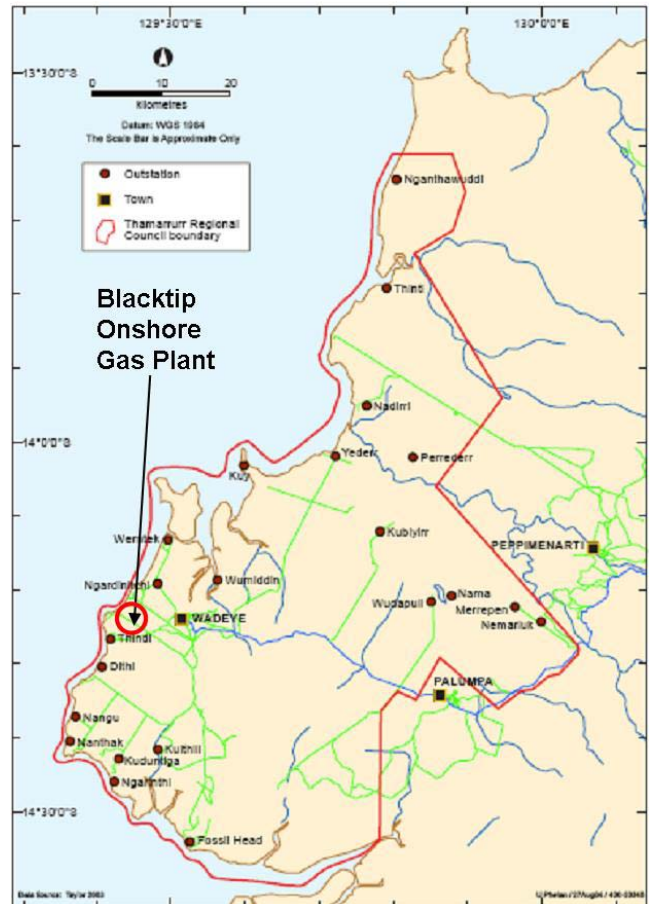 129°30'0"E
130°0'0"E
13°30'0"S
0 10 20
Kilometres
Datum: WGS 1984
The Scale Bar is Approximate Only
Outstation
Town
Thamarrurr Regional
Council boundary
Nganthawuddi
Blacktip
Onshore
Gas Plant
Thinti
Nadirri
14°0'0"S
Yederr
Perrederr
Kuy
Kubiyirr
PEPPIMENARTI
Wumiddin
Nama
Wudapuli
Merrepen
WADEYE
Nemarluk
Thindi
Dithi
PALUMPA
Nangu
Nanthak
Kulthil
Kuduntiga
14°30'0"S
Fossil Head
Data Source: Taylor 2003